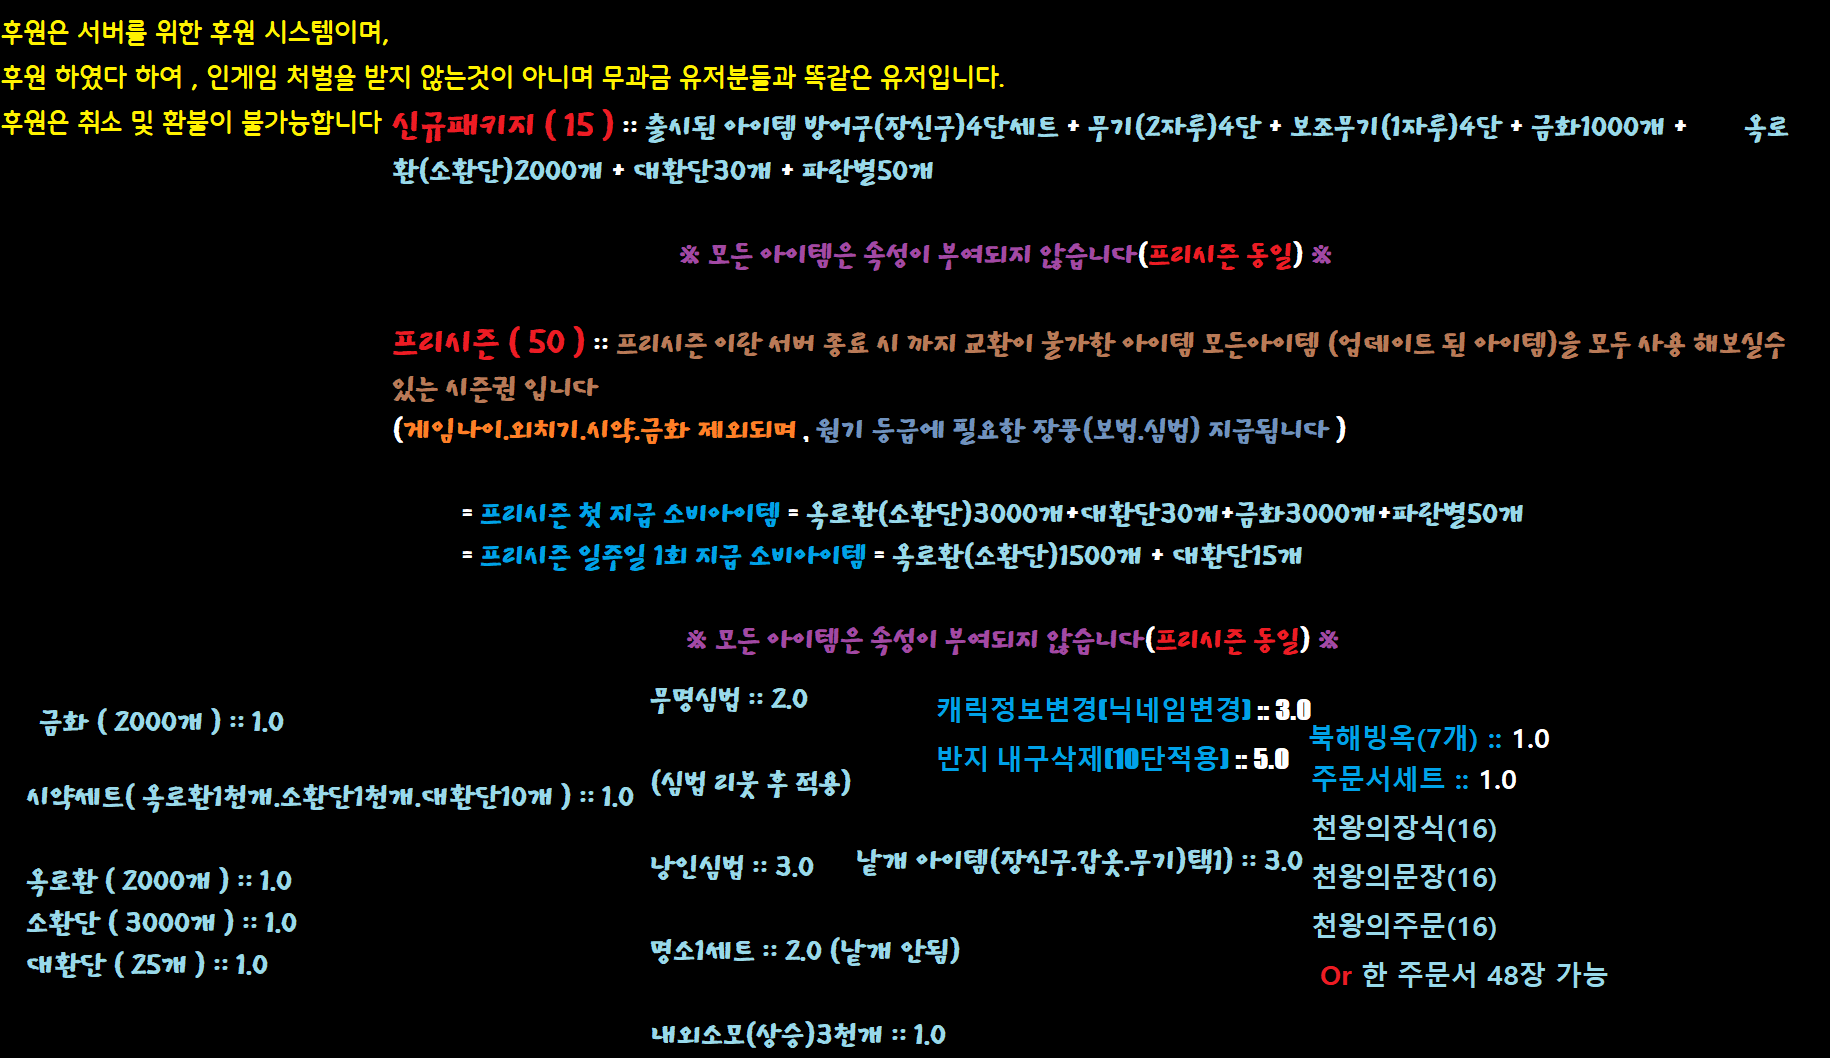 후원은 서버를 위한 후원 시스템이며,
후원 하였다 하여 , 인게임 처벌을 받지 않는것이 아니며 무과금 유저분들과 똑같은 유저입니다.
후원은 취소 및 환불이 불가능합니다
신규패키지 ( 15 ) :: 출시된 아이템 방어구(장신구)4단세트 + 무기(2자루)4단 + 보조무기(1자루)4단 + 금화1000개 + 옥로
환(소환단)2000개 + 대환단30개 + 파란별50개
※ 모든 아이템은 속성이 부여되지 않습니다(프리시즌 동일) ※
프리시즌 ( 50 ) :: 프리시즌 이란 서버 종료 시 까지 교환이 불가한 아이템 모든아이템 (업데이트 된 아이템)을 모두 사용 해보실수
있는 시즌권 입니다
(게임나이.외치기.시약.금화 제외되며 , 원기 등급에 필요한 장풍(보법.심법) 지급됩니다 )
= 프리시즌 첫 지급 소비아이템 = 옥로환(소환단)3000개+대환단30개+금화3000개+파란별50개
= 프리시즌 일주일 1회 지급 소비아이템 = 옥로환(소환단)1500개 + 대환단15개
※ 모든 아이템은 속성이 부여되지 않습니다(프리시즌 동일) ※
금화 ( 2000개 ) :: 1.0
시약세트( 옥로환1천개.소환단1천개.대환단10개 ) :: 1.0
옥로환 ( 2000개 ) :: 1.0
소환단 ( 3000개 ) :: 1.0
대환단 ( 25개 ) :: 1.0
무명심법 :: 2.0
(심법 리붓 후 적용)
낭인심법 :: 3.0
명소1세트 :: 2.0 (낱개 안됨)
내외소모(상승)3천개 :: 1.0
캐릭정보변경(닉네임변경) :: 3.0
반지 내구삭제(10단적용) :: 5.0
낱개 아이템(장신구.갑옷.무기)택1) :: 3.0
북해빙옥(7개) :: 1.0
주문서세트 :: 1.0
천왕의장식(16)
천왕의문장(16)
천왕의주문(16)
Or 한 주문서 48장 가능